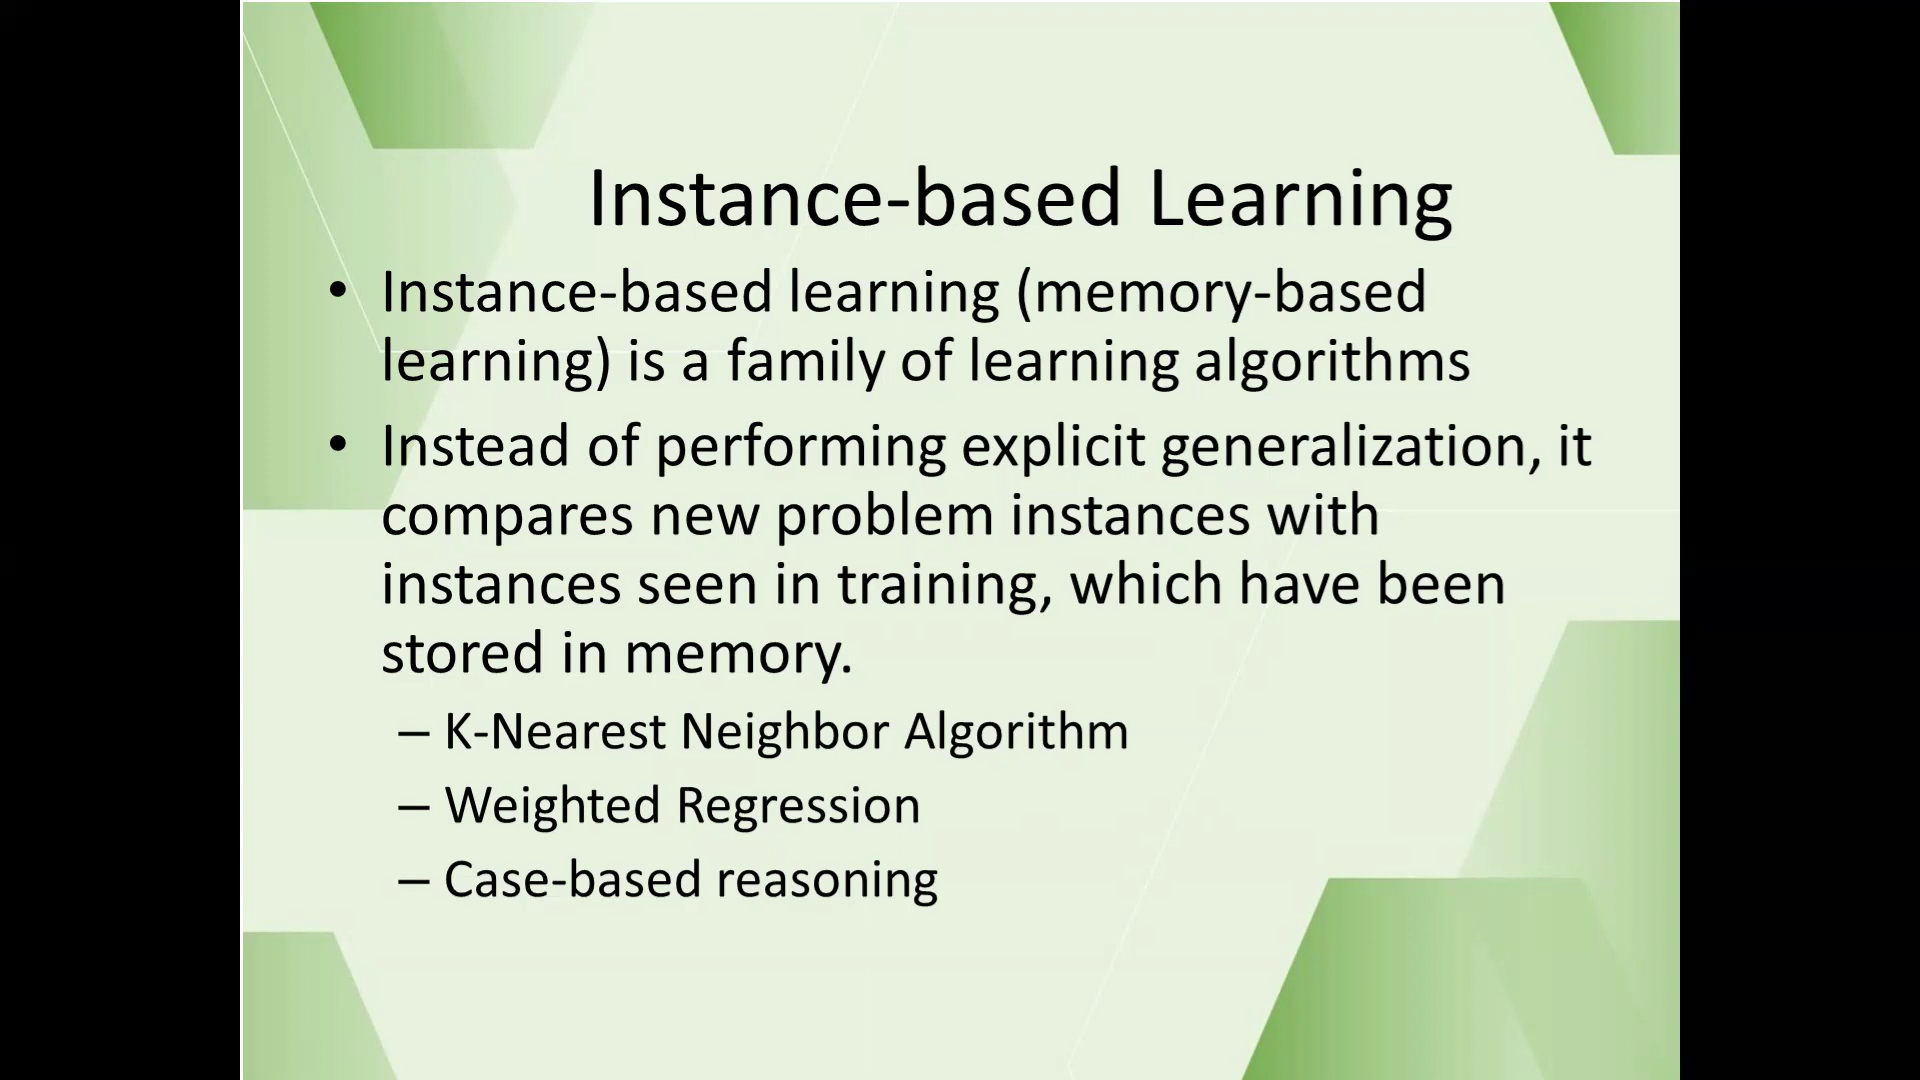 Instance-based Learning
• Instance-based learning (memory-based
learning) is a family of learning algorithms
• Instead of performing explicit generalization, it
compares new problem instances with
instances seen in training, which have been
stored in memory.
– K-Nearest Neighbor Algorithm
– Weighted Regression
– Case-based reasoning